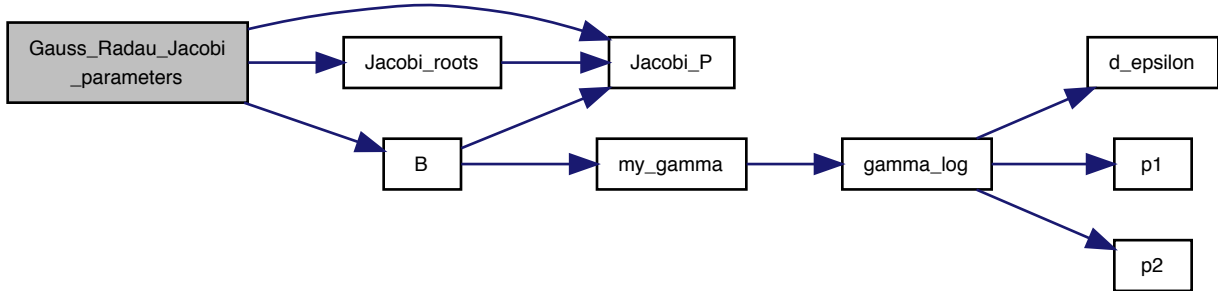 Gauss_Radau_Jacobi
_parameters
Jacobi_roots
Jacobi_P
d_epsilon
B
my_gamma
gamma_log
p1
p2